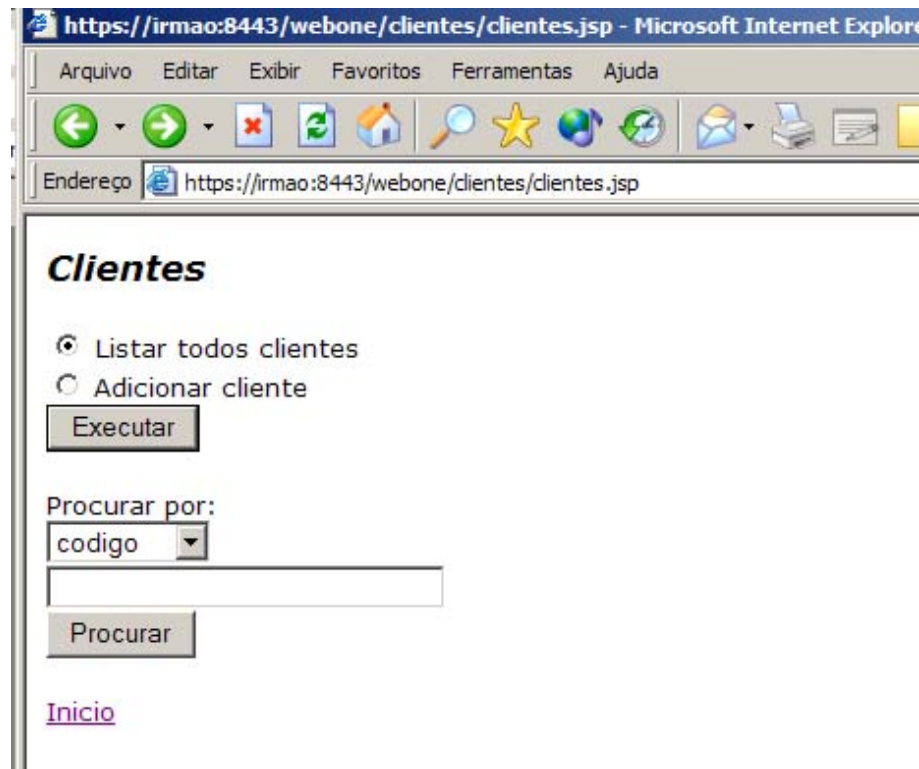 https://irmao:8443/webone/clientes/clientes.jsp - Microsoft Internet
Arquivo Editar Exibir Favoritos Ferramentas Ajuda
Endereço https://irmao:8443/webone/clientes/clientes.jsp
Clientes
Listar todos clientes
Adicionar cliente
Executar
Procurar por:
codigo
Procurar
Inicio